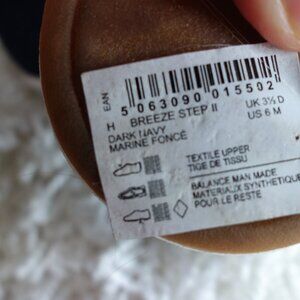 EAN
5 063090 015502
H BREEZE STEP II UK 3½ D
DARK NAVY US 6 M
MARINE FONCÉ
TEXTILE UPPER
TIGE DE TISSU
BALANCE MAN MADE
MATERIAUX SYNTHETIQUE
POUR LE RESTE